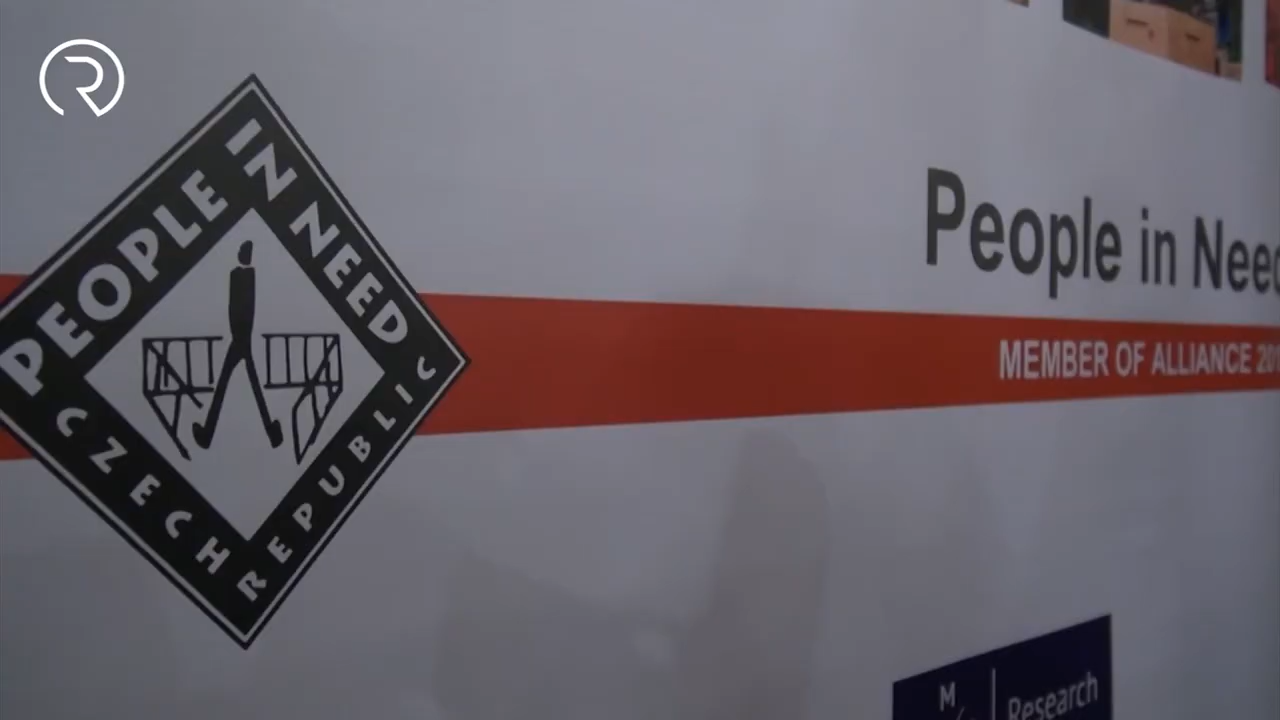 PEOPLE IN NEED
CZECH REPUBLIC
People in Need
MEMBER OF ALLIANCE
M
Research